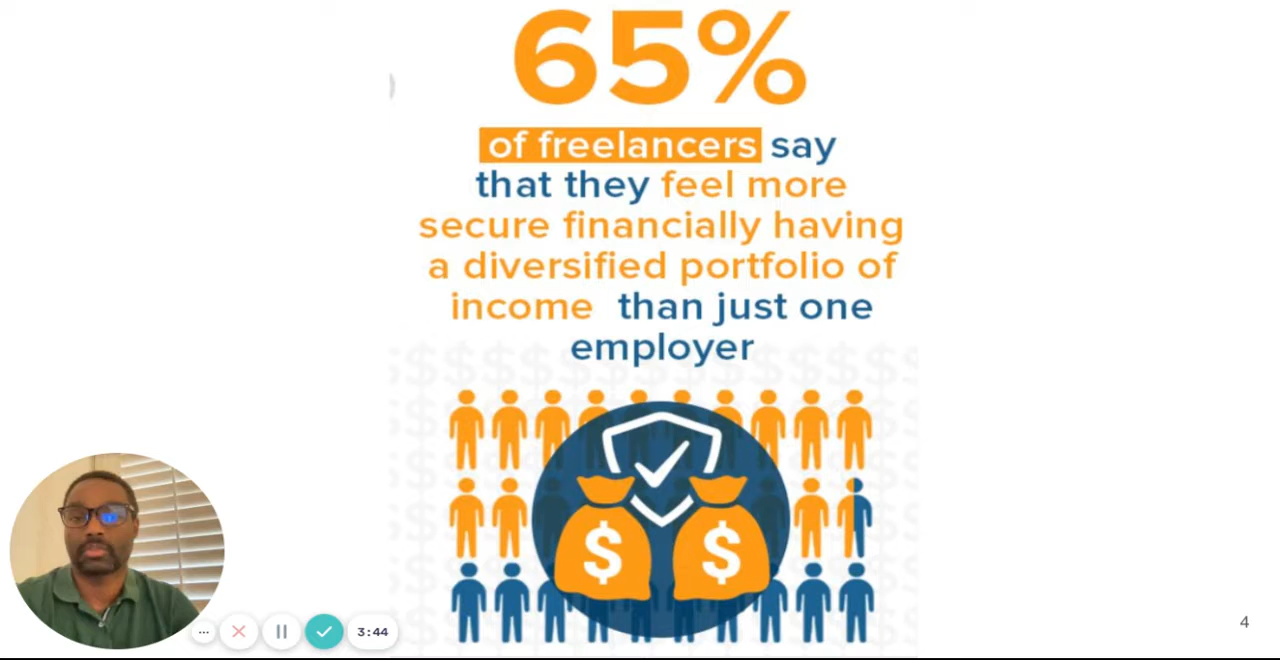 65%
of freelancers say
that they feel more
secure financially having
a diversified portfolio of
income than just one
employer
$ $
3:44
4